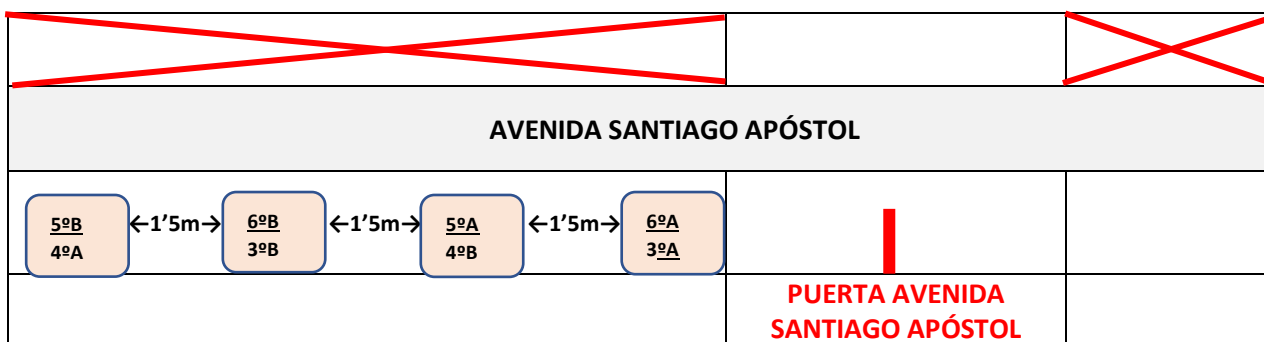 AVENIDA SANTIAGO APÓSTOL
5ºB ←1’5m→ 6ºB ←1’5m→ 5ºA ←1’5m→ 6ºA
4ºA 3ºB 4ºB 3ºA
PUERTA AVENIDA
SANTIAGO APÓSTOL